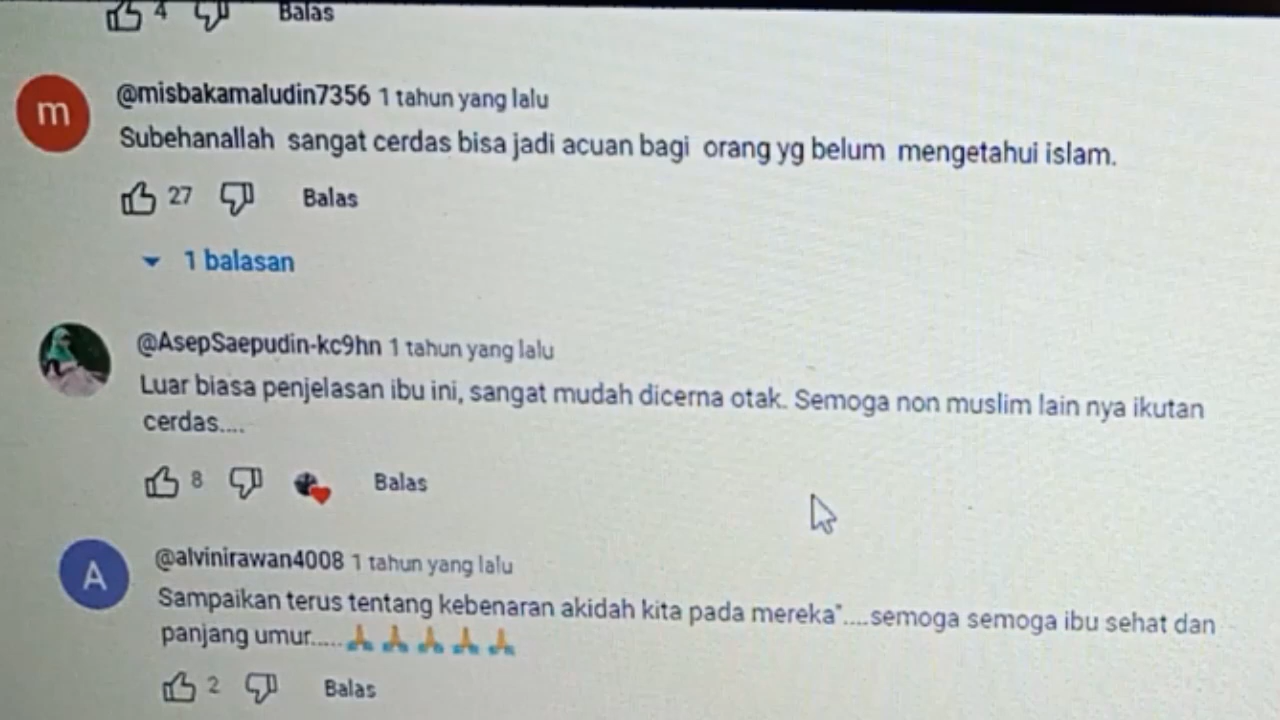 4 Balas
m
@misbakamaludin7356 1 tahun yang lalu
Subehanallah sangat cerdas bisa jadi acuan bagi orang yg belum mengetahui islam.
27 Balas
1 balasan
@AsepSaepudin-kc9hn 1 tahun yang lalu
Luar biasa penjelasan ibu ini, sangat mudah dicerna otak. Semoga non muslim lain nya ikutan
cerdas....
8 Balas
A
@alvinirawan4008 1 tahun yang lalu
Sampaikan terus tentang kebenaran akidah kita pada mereka"....semoga semoga ibu sehat dan
panjang umur.....🙏🙏🙏🙏🙏
2 Balas